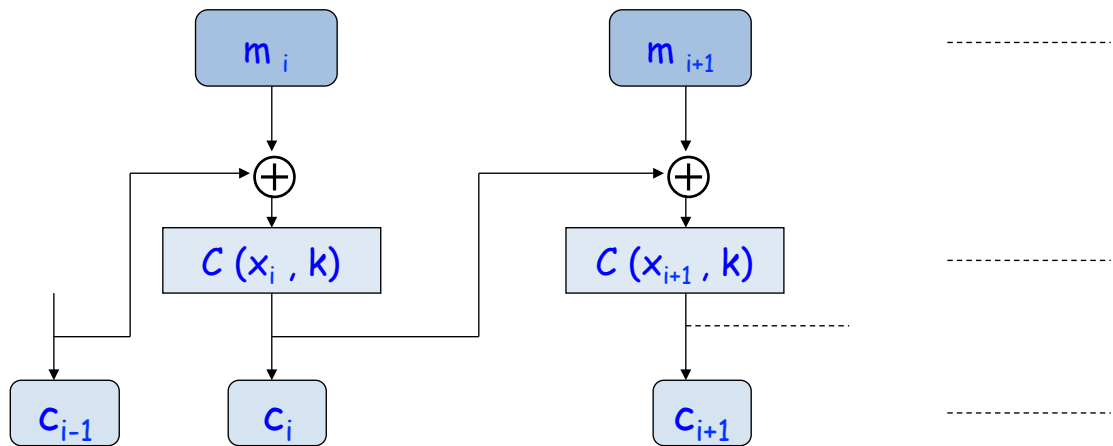 m i m i+1
C (xi , k) C (xi+1 , k)
ci-1 ci ci+1